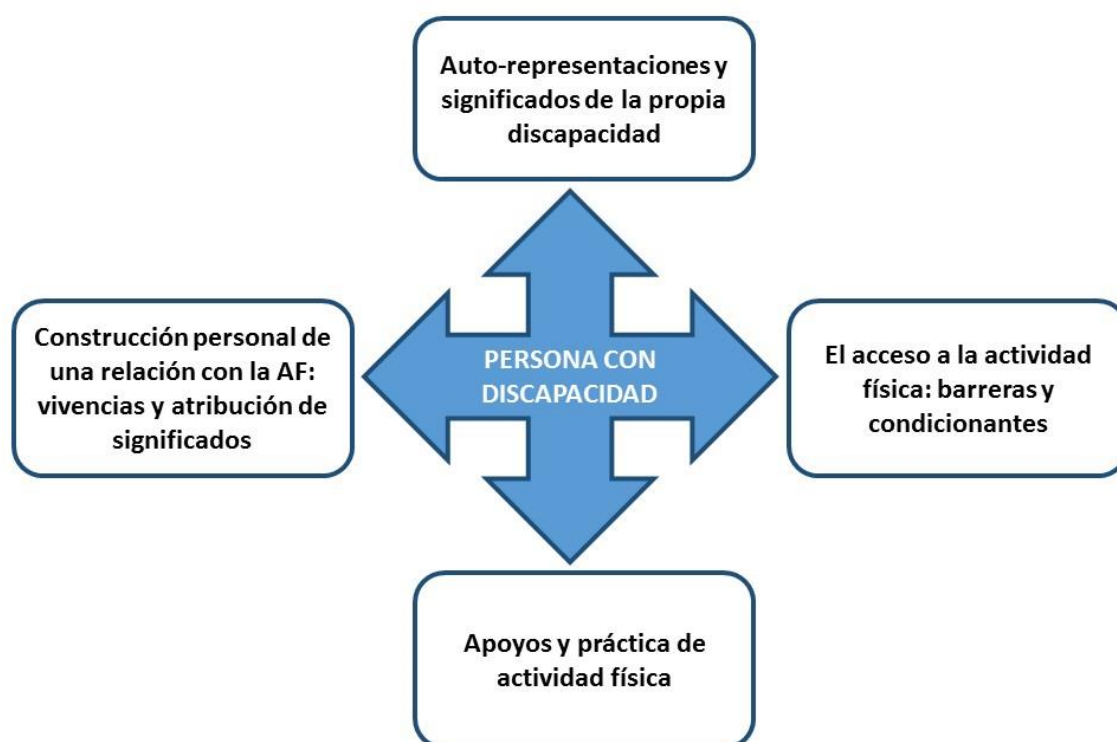 Auto-representaciones y
significados de la propia
discapacidad
Construcción personal de
una relación con la AF:
vivencias y atribución de
significados
PERSONA CON
DISCAPACIDAD
El acceso a la actividad
física: barreras y
condicionantes
Apoyos y práctica de
actividad física